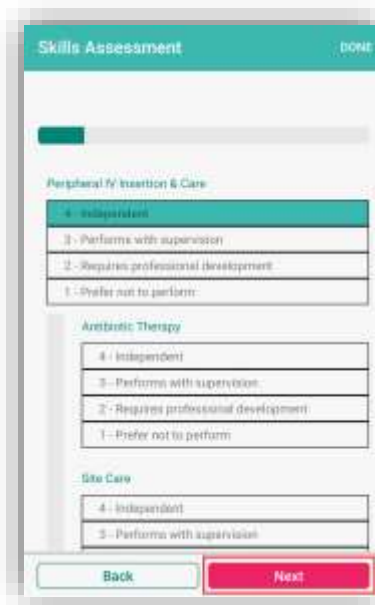 Skills Assessment DONE
Peripheral IV Insertion & Care
4 - Independent
3 - Performs with supervision
2 - Requires professional development
1 - Prefer not to perform
Antibiotic Therapy
4 - Independent
3 - Performs with supervision
2 - Requires professional development
1 - Prefer not to perform
Site Care
4 - Independent
3 - Performs with supervision
Back Next